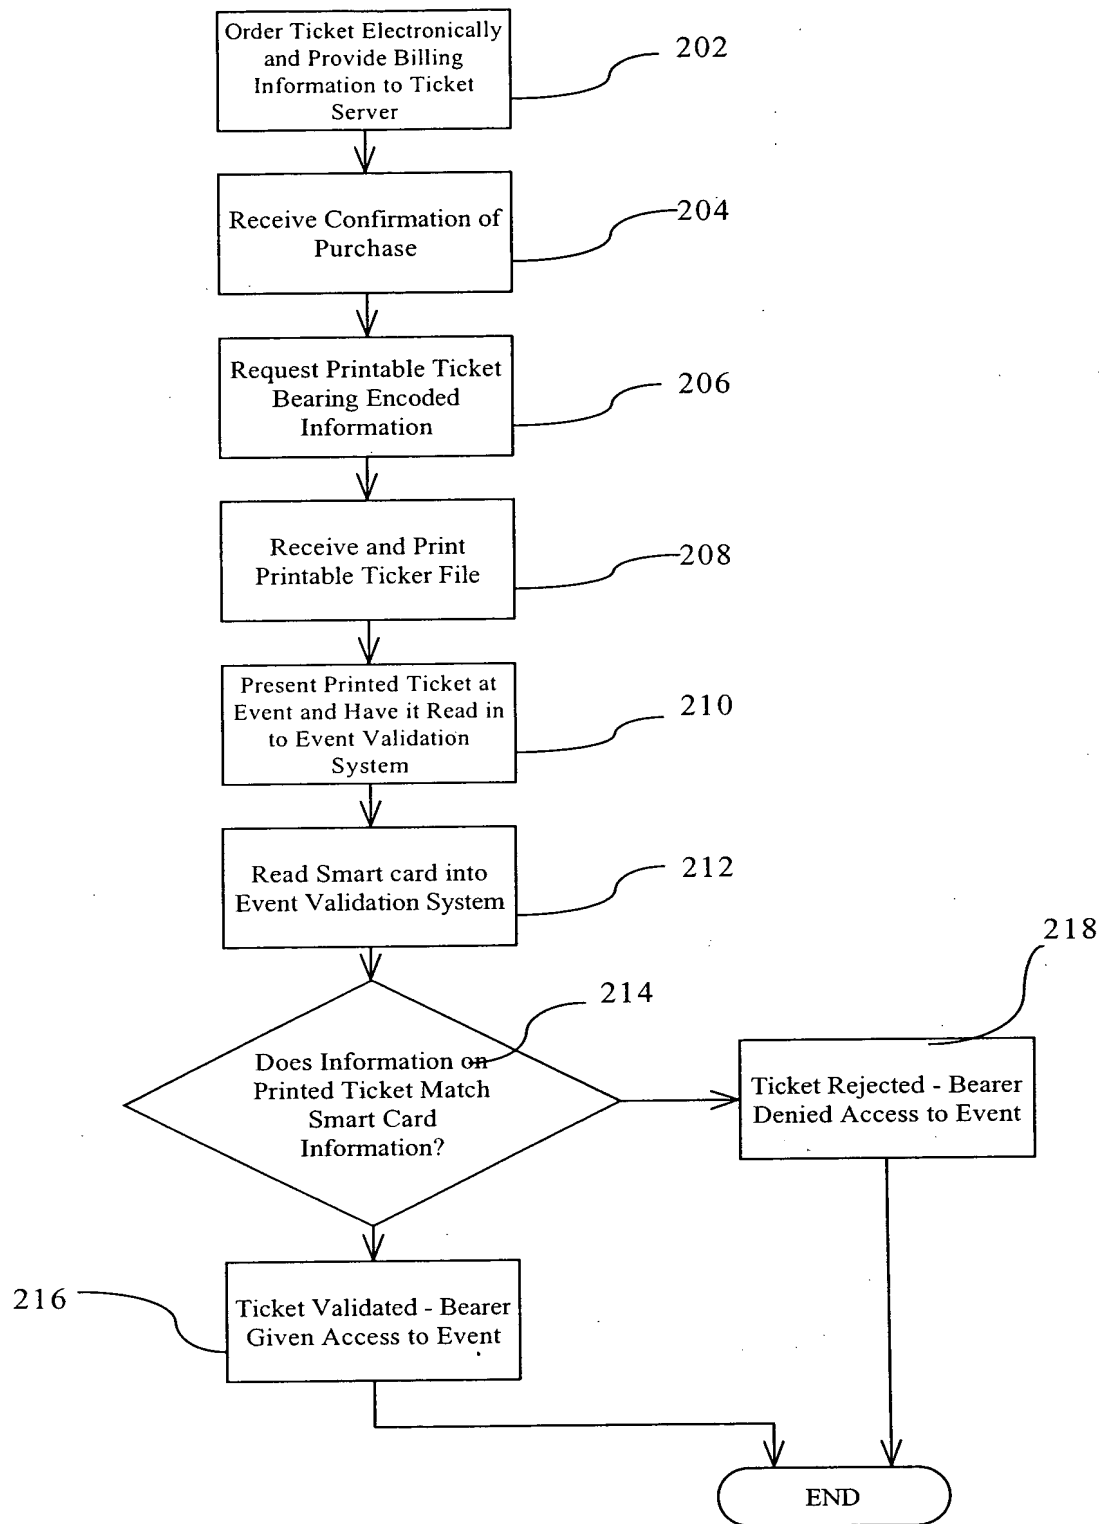 Order Ticket Electronically
and Provide Billing
Information to Ticket
Server
202
Receive Confirmation of
Purchase
204
Request Printable Ticket
Bearing Encoded
Information
206
Receive and Print
Printable Ticker File
208
Present Printed Ticket at
Event and Have it Read in
to Event Validation
System
210
Read Smart card into
Event Validation System
212
214
Does Information on
Printed Ticket Match
Smart Card
Information?
218
Ticket Rejected - Bearer
Denied Access to Event
216
Ticket Validated - Bearer
Given Access to Event
END